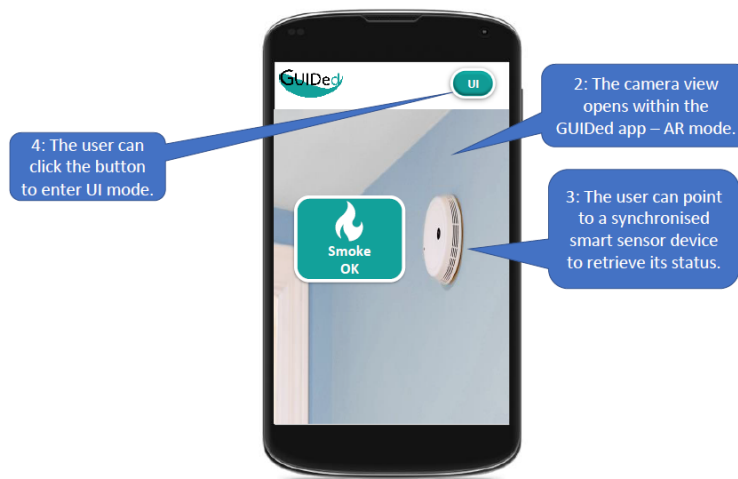 GUIDed
UI
2: The camera view
opens within the
GUIDed app – AR mode.
4: The user can
click the button
to enter UI mode.
3: The user can point
to a synchronised
smart sensor device
to retrieve its status.
Smoke
OK